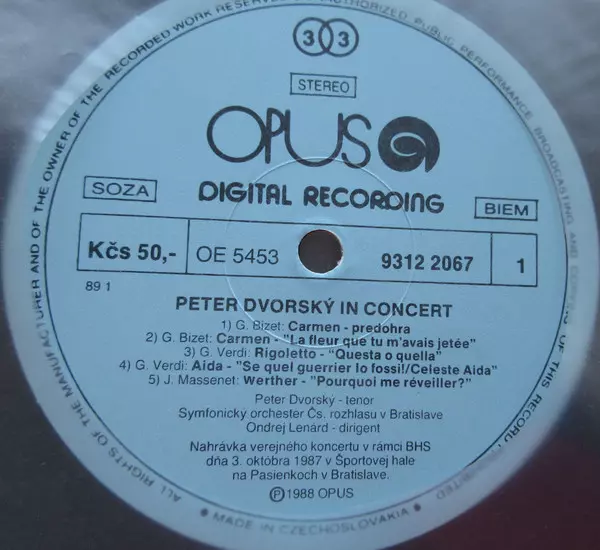 33
STEREO
OPUS
DIGITAL RECORDING
SOZA
BIEM
Kčs 50,- OE 5453 9312 2067 1
89 1
PETER DVORSKÝ IN CONCERT
1) G. Bizet: Carmen - predohra
2) G. Bizet: Carmen - "La fleur que tu m'avais jetée"
3) G. Verdi: Rigoletto - "Questa o quella"
4) G. Verdi: Aida - "Se quel guerrier lo fossi!/Celeste Aida"
5) J. Massenet: Werther - "Pourquoi me réveiller?"
Peter Dvorský - tenor
Symfonický orchester Čs. rozhlasu v Bratislave
Ondrej Lenárd - dirigent
Nahrávka verejného koncertu v rámci BHS
dňa 3. októbra 1987 v Športovej hale
na Pasienkoch v Bratislave.
Ⓟ1988 OPUS
ALL RIGHTS OF THE MANUFACTURER AND OF THE OWNER OF THE RECORDED WORK RESERVED AUTHORIZED PUBLIC PERFORMANCE BROADCASTING AND COPYING OF THIS RECORD PROHIBITED
• MADE IN CZECHOSLOVAKIA •